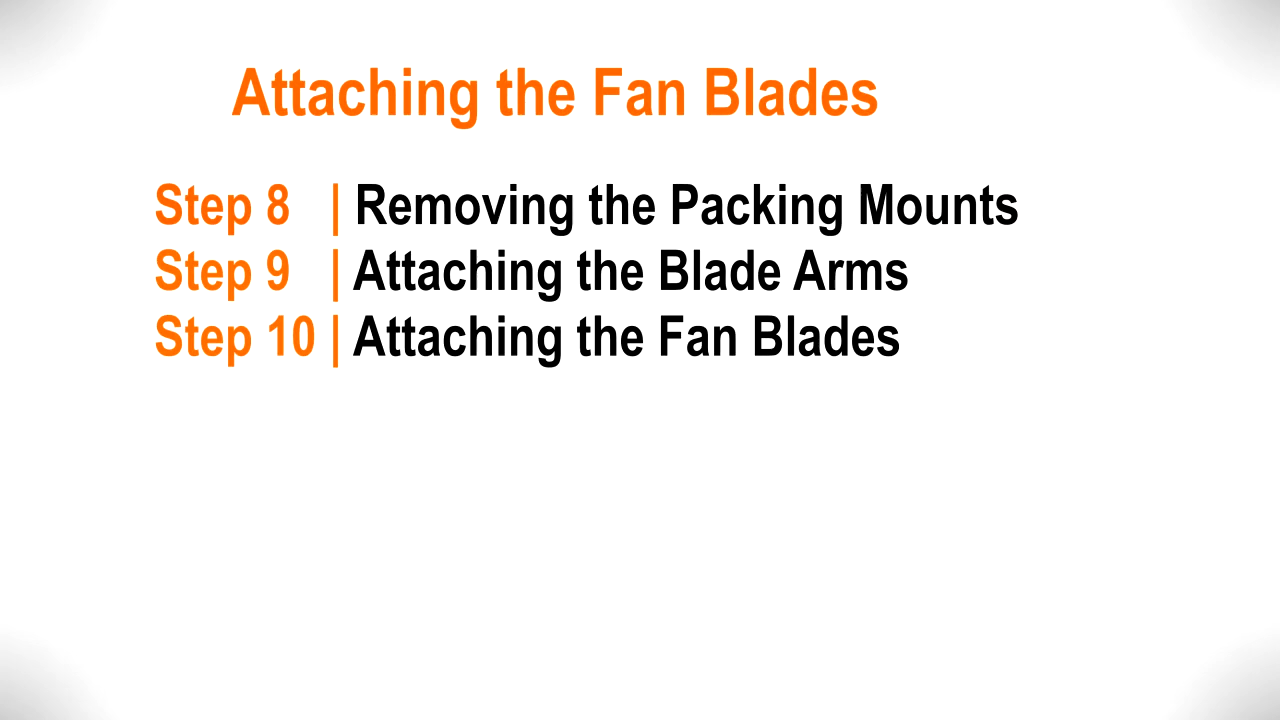 Attaching the Fan Blades
Step 8 | Removing the Packing Mounts
Step 9 | Attaching the Blade Arms
Step 10 | Attaching the Fan Blades